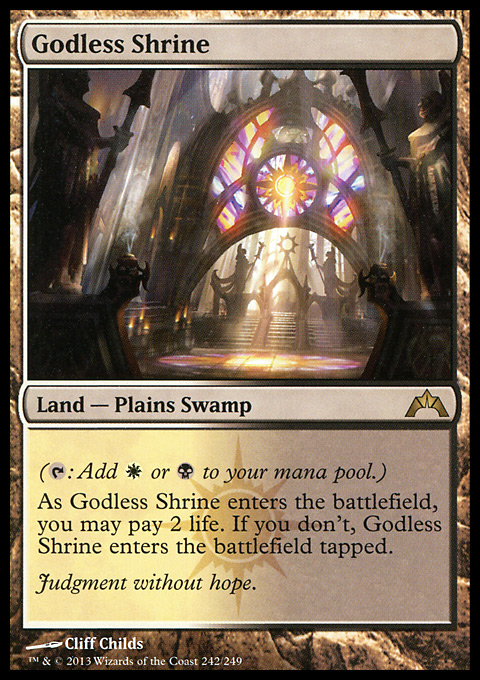 Godless Shrine
Land — Plains Swamp
(: Add or to your mana pool.)
As Godless Shrine enters the battlefield,
you may pay 2 life. If you don't, Godless
Shrine enters the battlefield tapped.
Judgment without hope.
Cliff Childs
™ & © 2013 Wizards of the Coast 242/249